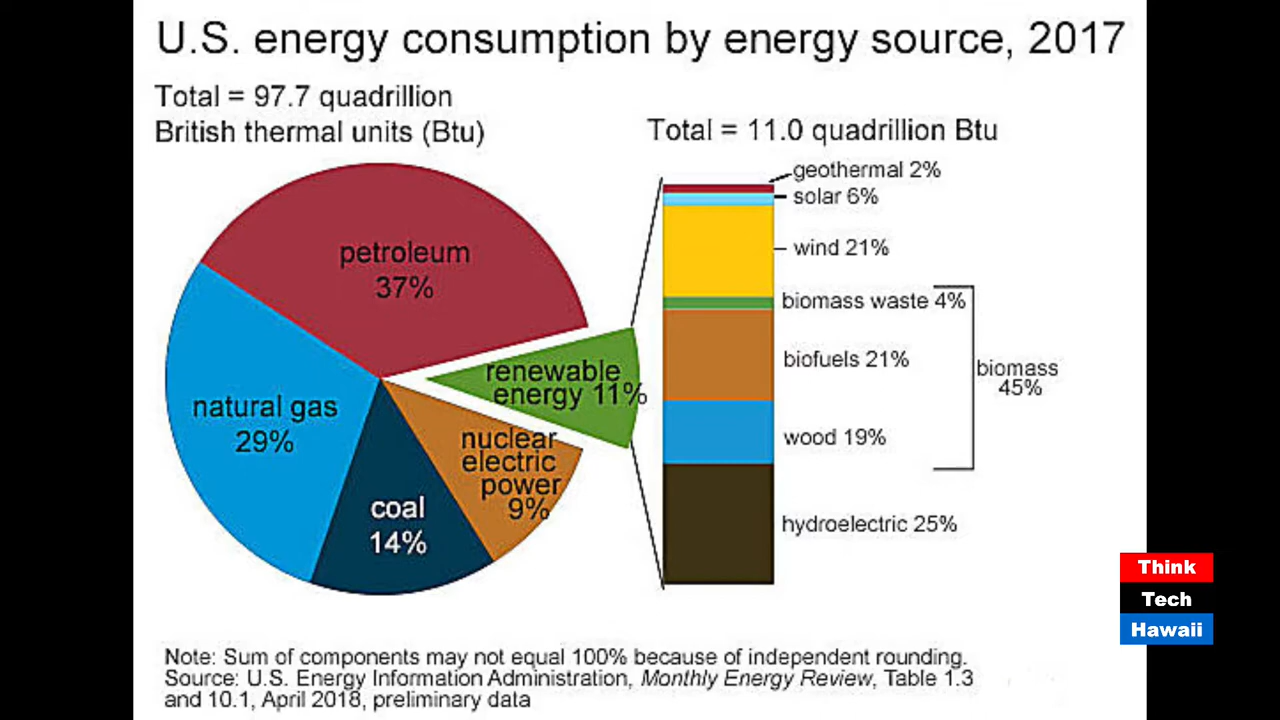 U.S. energy consumption by energy source, 2017
Total = 97.7 quadrillion
British thermal units (Btu)
Total = 11.0 quadrillion Btu
petroleum
37%
natural gas
29%
coal
14%
nuclear
electric
power
9%
renewable
energy 11%
geothermal 2%
solar 6%
wind 21%
biomass waste 4%
biofuels 21%
wood 19%
biomass
45%
hydroelectric 25%
Think
Tech
Hawaii
Note: Sum of components may not equal 100% because of independent rounding.
Source: U.S. Energy Information Administration, Monthly Energy Review, Table 1.3
and 10.1, April 2018, preliminary data